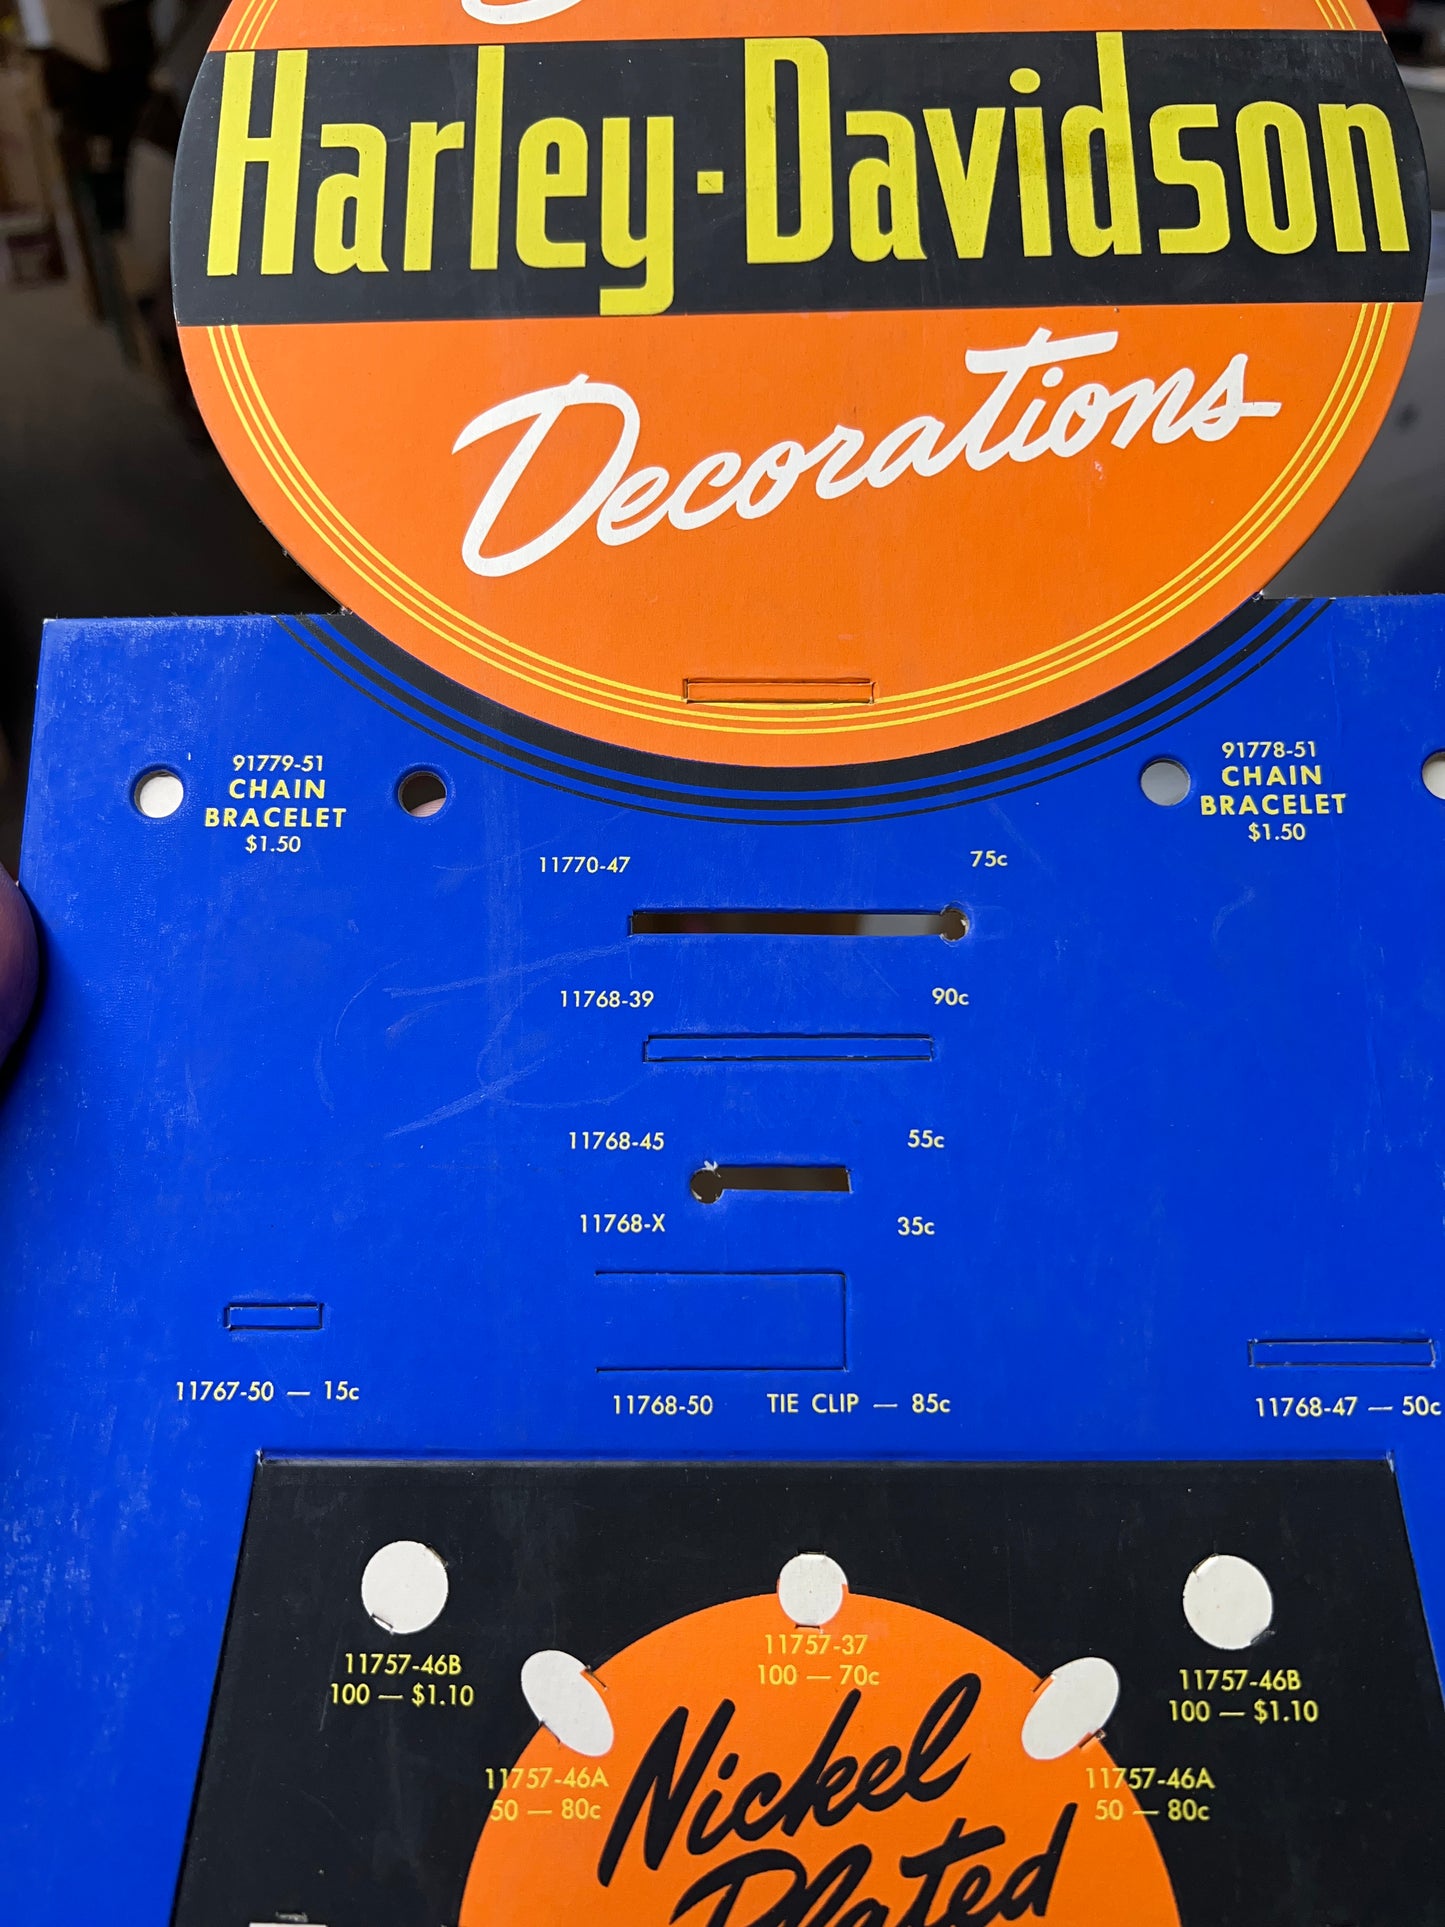 Harley-Davidson
Decorations
91779-51
CHAIN
BRACELET
$1.50
91778-51
CHAIN
BRACELET
$1.50
11770-47 75c
11768-39 90c
11768-45 55c
11768-X 35c
11767-50 — 15c
11768-50 TIE CLIP — 85c
11768-47 — 50c
11757-46B
100 — $1.10
11757-37
100 — 70c
11757-46B
100 — $1.10
11757-46A
50 — 80c
11757-46A
50 — 80c
Nickel
Plated